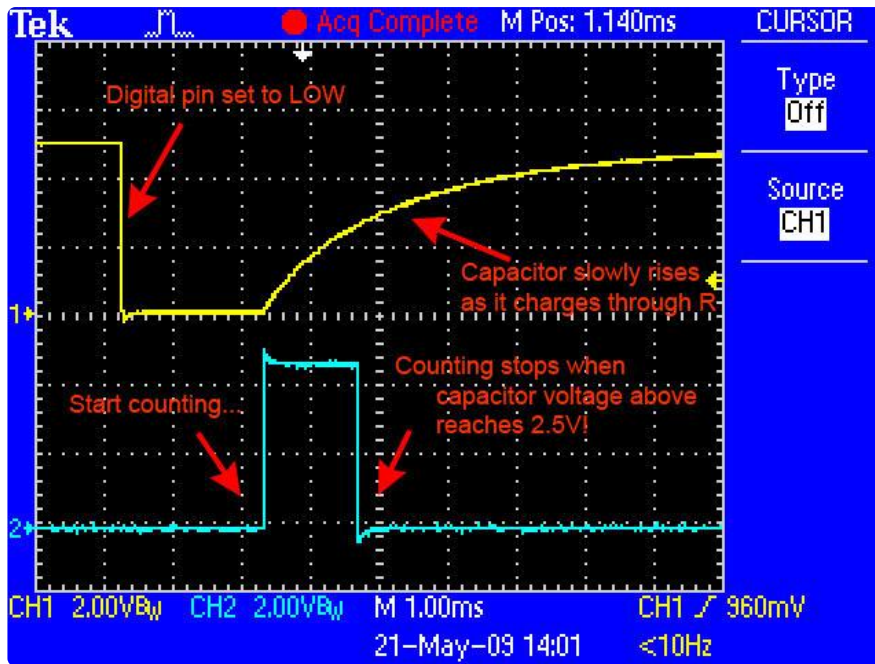 Tek Acq Complete M Pos: 1.140ms CURSOR
Digital pin set to LOW
Type
Off
Source
CH1
Capacitor slowly rises
as it charges through R
1
Counting stops when
capacitor voltage above
reaches 2.5V!
Start counting...
2
CH1 2.00VBW CH2 2.00VBW M 1.00ms CH1 960mV
21-May-09 14:01 <10Hz